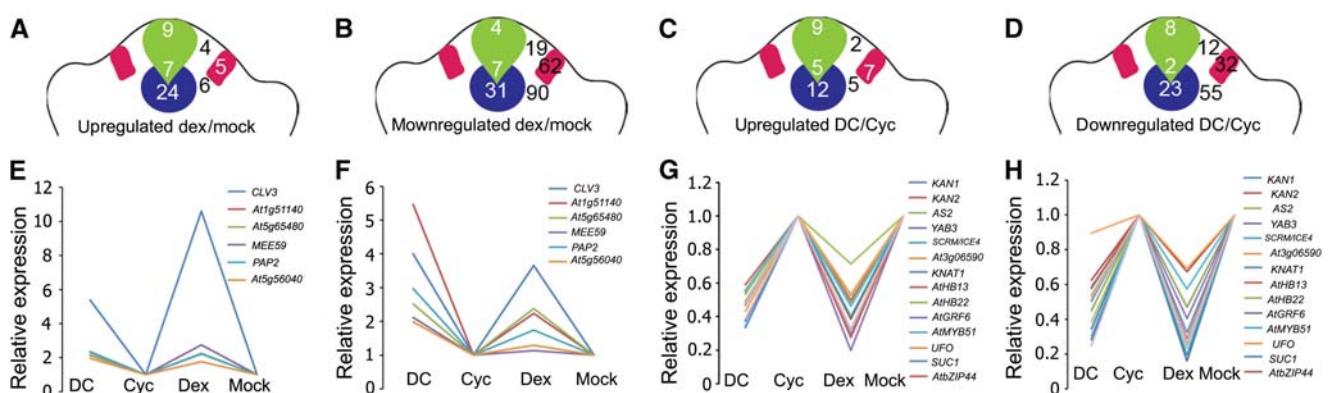 A
9
4
7
5
24
6
Upregulated dex/mock
B
4
19
7
62
31
90
Mownregulated dex/mock
C
9
2
5
7
12
5
Upregulated DC/Cyc
D
8
12
2
32
23
55
Downregulated DC/Cyc
E
Relative expression
12
10
8
6
4
2
0
DC Cyc Dex Mock
CLV3
At1g51140
At5g65480
MEE59
PAP2
At5g56040
F
Relative expression
6
5
4
3
2
1
0
DC Cyc Dex Mock
CLV3
At1g51140
At5g65480
MEE59
PAP2
At5g56040
G
Relative expression
1.2
1.0
0.8
0.6
0.4
0.2
0
DC Cyc Dex Mock
KAN1
KAN2
AS2
YAB3
SCRM/ICE4
At3g06590
KNAT1
AtHB13
AtHB22
AtGRF6
AtMYB51
UFO
SUC1
AtbZIP44
H
Relative expression
1.2
1.0
0.8
0.6
0.4
0.2
0
DC Cyc Dex Mock
KAN1
KAN2
AS2
YAB3
SCRM/ICE4
At3g06590
KNAT1
AtHB13
AtHB22
AtGRF6
AtMYB51
UFO
SUC1
AtbZIP44